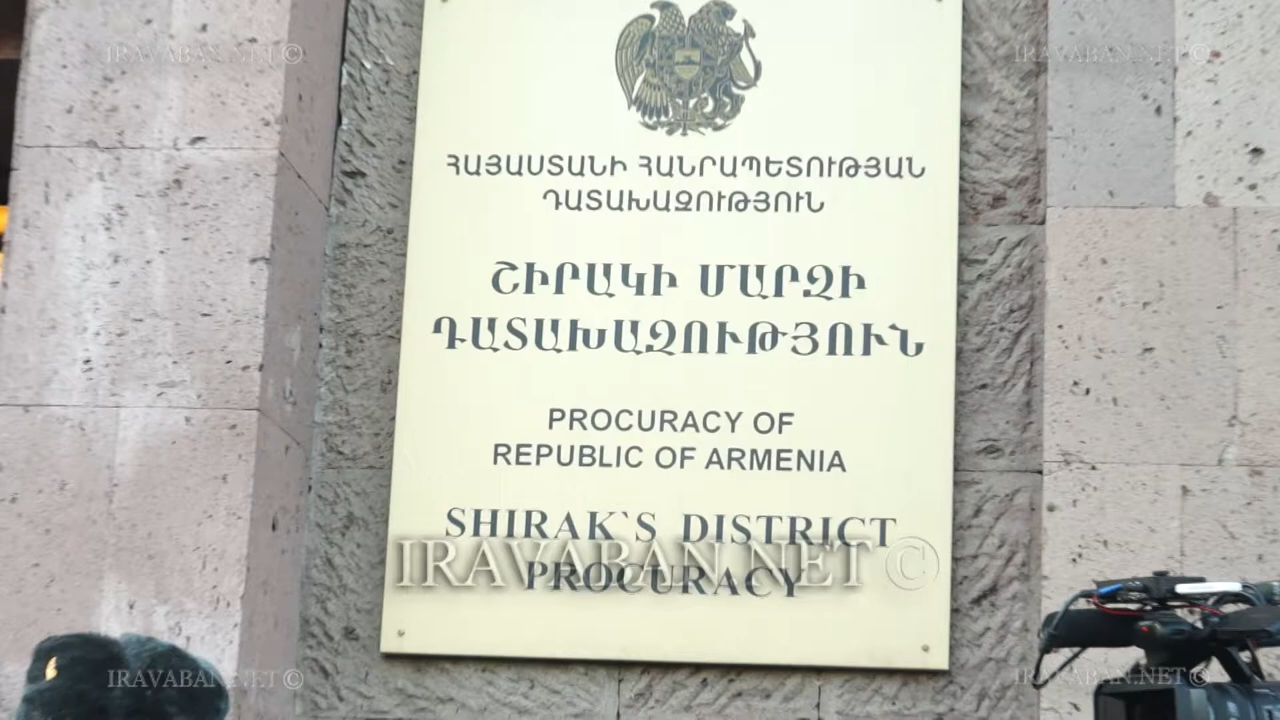 IRAVABAN.NET ©
IRAVABAN.NET ©
ՀԱՅԱՍՏԱՆԻ ՀԱՆՐԱՊԵՏՈՒԹՅԱՆ
ԴԱՏԱԽԱԶՈՒԹՅՈՒՆ
ՇԻՐԱԿԻ ՄԱՐԶԻ
ԴԱՏԱԽԱԶՈՒԹՅՈՒՆ
PROCURACY OF
REPUBLIC OF ARMENIA
SHIRAK`S DISTRICT
IRAVABAN.NET ©
PROCURACY
IRAVABAN.NET ©
IRAVABAN.NET ©